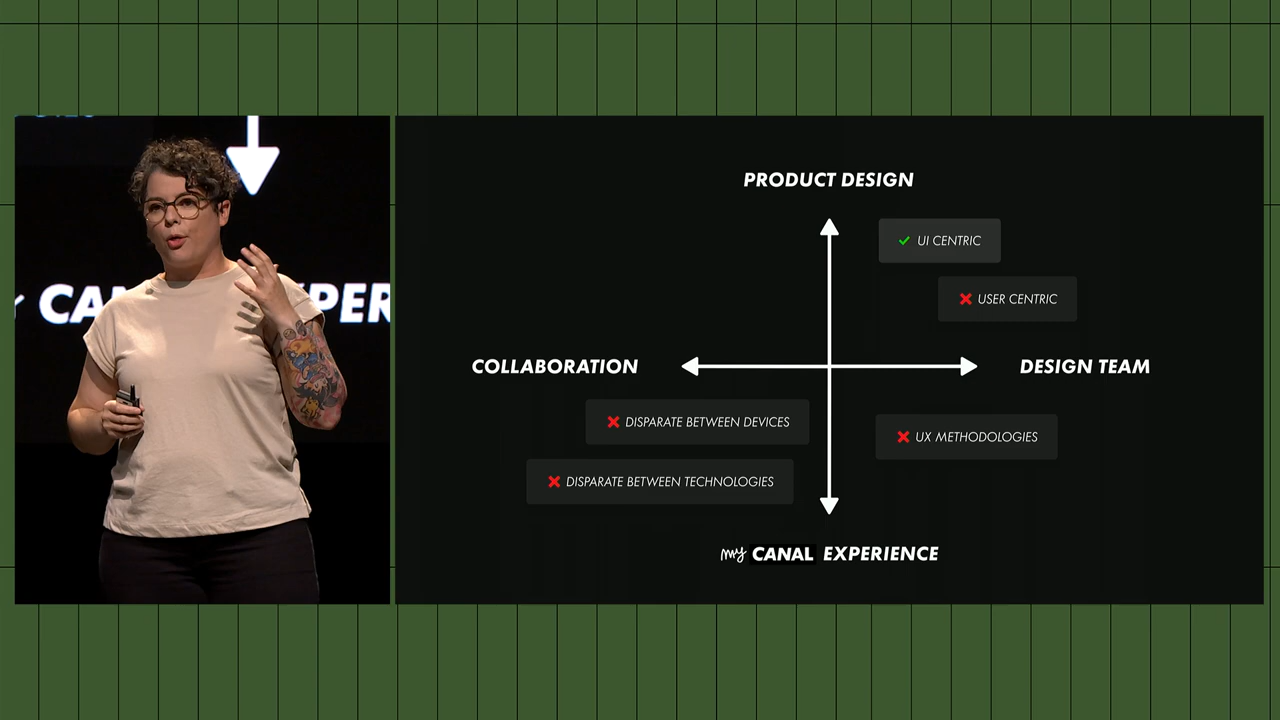 PRODUCT DESIGN
UI CENTRIC
USER CENTRIC
COLLABORATION
DESIGN TEAM
DISPARATE BETWEEN DEVICES
UX METHODOLOGIES
DISPARATE BETWEEN TECHNOLOGIES
my CANAL EXPERIENCE